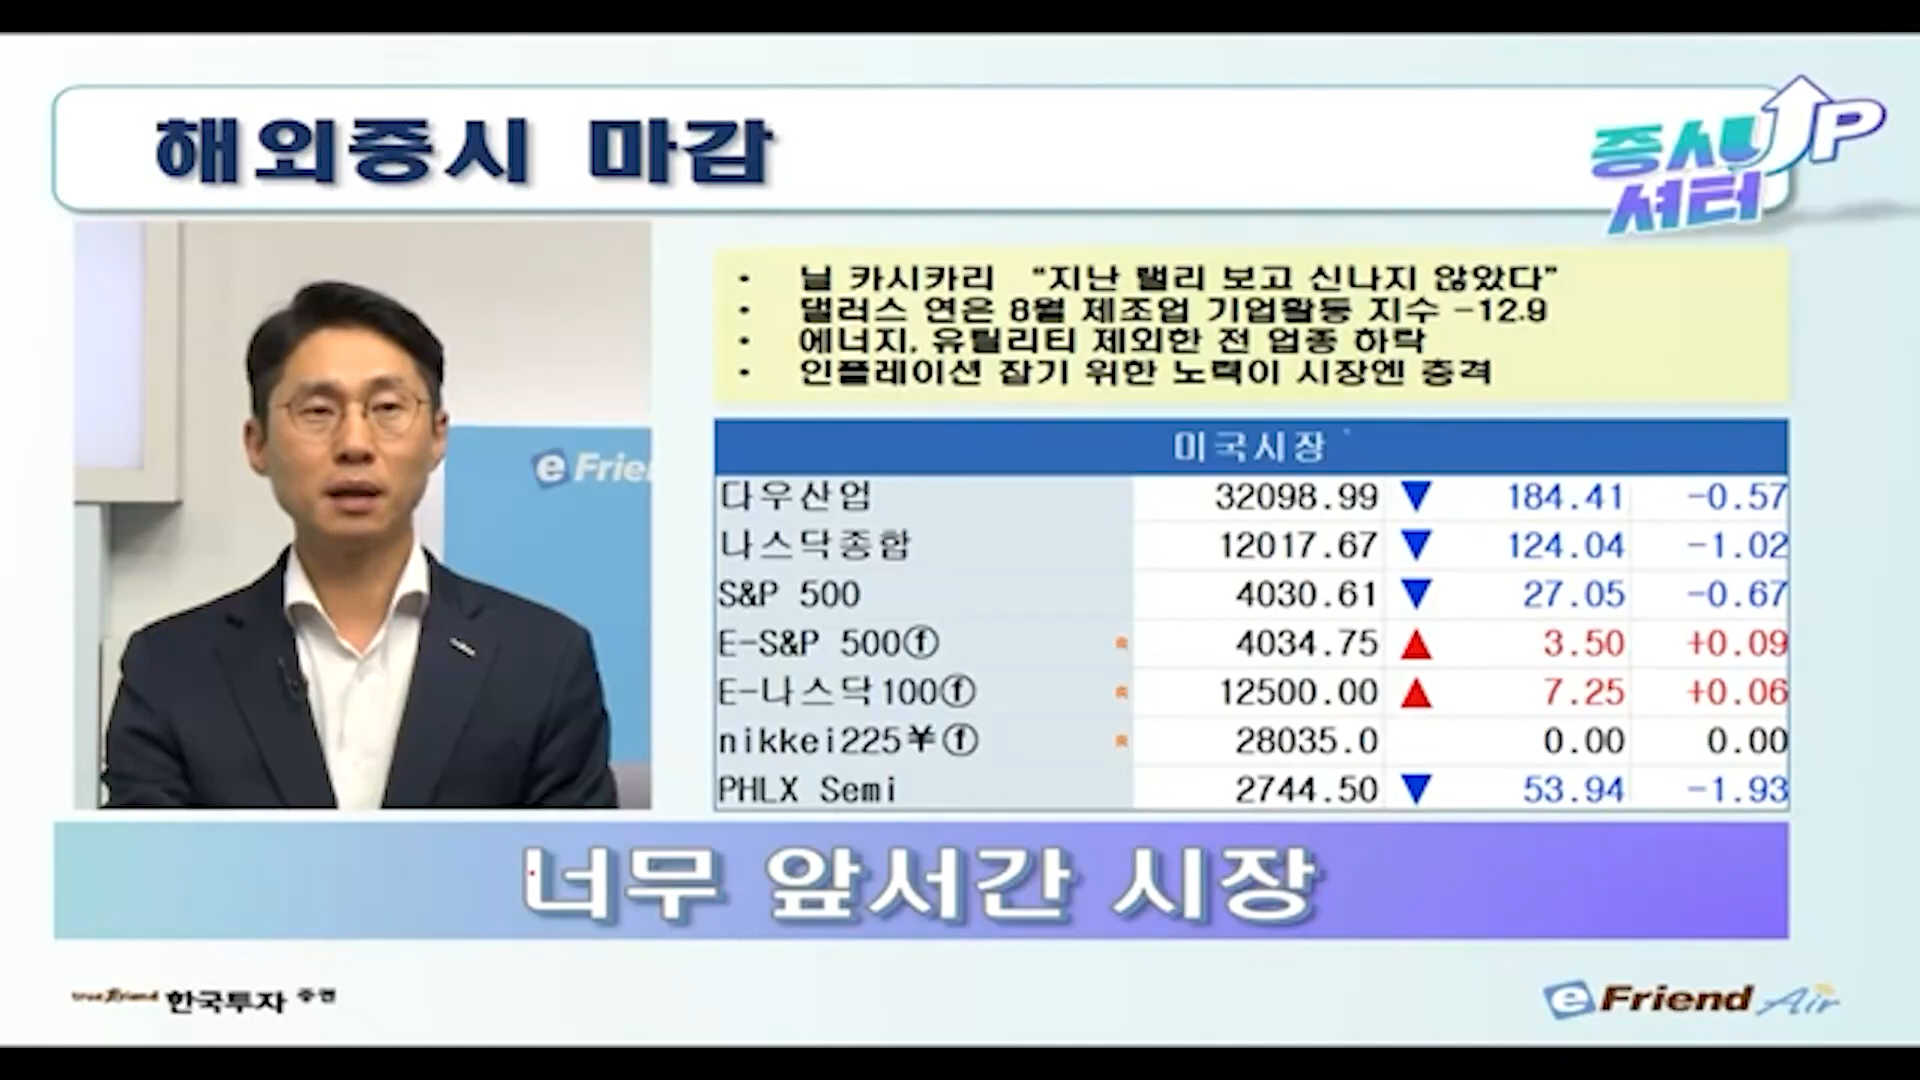 해외증시 마감
증시UP
셔터
• 닐 카시카리 “지난 랠리 보고 신나지 않았다”
• 댈러스 연은 8월 제조업 기업활동 지수 -12.9
• 에너지, 유틸리티 제외한 전 업종 하락
• 인플레이션 잡기 위한 노력이 시장엔 충격
e Frie
미국시장
다우산업 32098.99 ▼ 184.41 -0.57
나스닥종합 12017.67 ▼ 124.04 -1.02
S&P 500 4030.61 ▼ 27.05 -0.67
E-S&P 500ⓕ R 4034.75 ▲ 3.50 +0.09
E-나스닥100ⓕ R 12500.00 ▲ 7.25 +0.06
nikkei225¥ⓕ R 28035.0 0.00 0.00
PHLX Semi 2744.50 ▼ 53.94 -1.93
너무 앞서간 시장
true Friend 한국투자 증권
e Friend Air